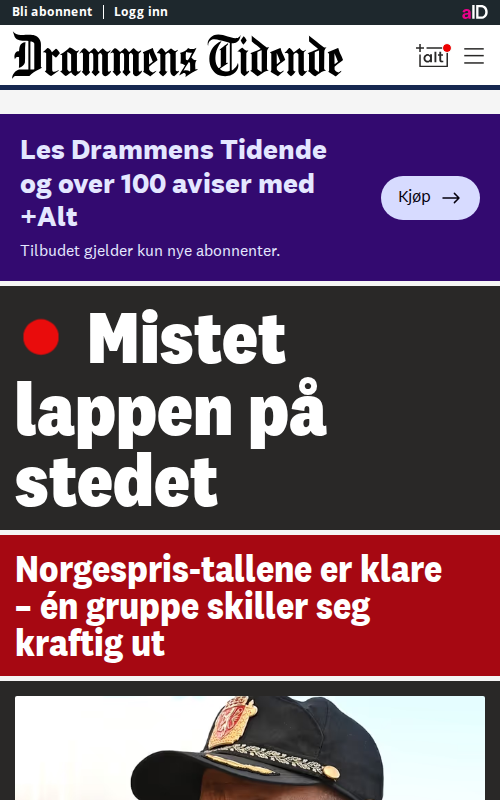 Bli abonnent
Logg inn
aID
Drammens Tidende
+alt
Les Drammens Tidende
og over 100 aviser med
+Alt
Tilbudet gjelder kun nye abonnenter.
Kjøp
Mistet
lappen på
stedet
Norgespris-tallene er klare
– én gruppe skiller seg
kraftig ut